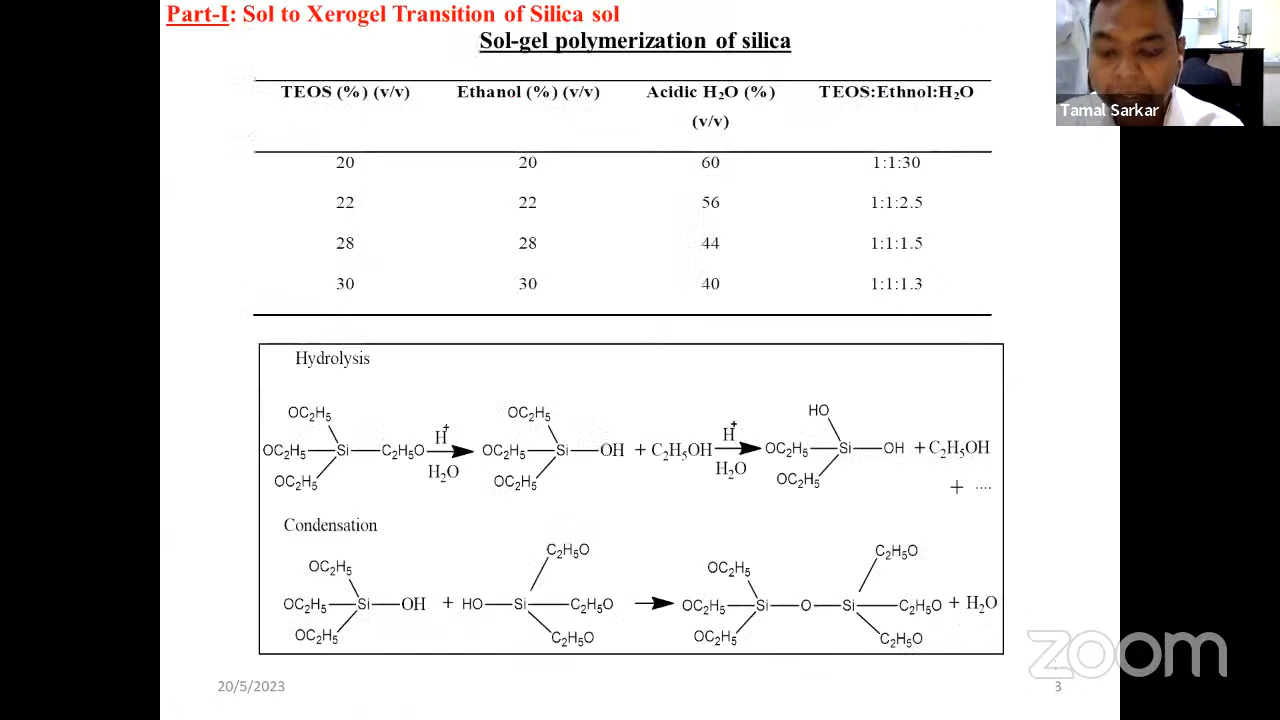 Part-I: Sol to Xerogel Transition of Silica sol
Sol-gel polymerization of silica
Tamal Sarkar
TEOS (%) (v/v) Ethanol (%) (v/v) Acidic H₂O (%) (v/v) TEOS:Ethnol:H₂O
20 20 60 1:1:30
22 22 56 1:1:2.5
28 28 44 1:1:1.5
30 30 40 1:1:1.3
Hydrolysis
OC₂H₅ OC₂H₅ HO
OC₂H₅ Si C₂H₅O H⁺ H₂O OC₂H₅ Si OH + C₂H₅OH H⁺ H₂O OC₂H₅ Si OH + C₂H₅OH
OC₂H₅ OC₂H₅ OC₂H₅
+ ....
Condensation
OC₂H₅ C₂H₅O OC₂H₅ C₂H₅O
OC₂H₅ Si OH + HO Si C₂H₅O OC₂H₅ Si O Si C₂H₅O + H₂O
OC₂H₅ C₂H₅O OC₂H₅ C₂H₅O
zoom
20/5/2023 3